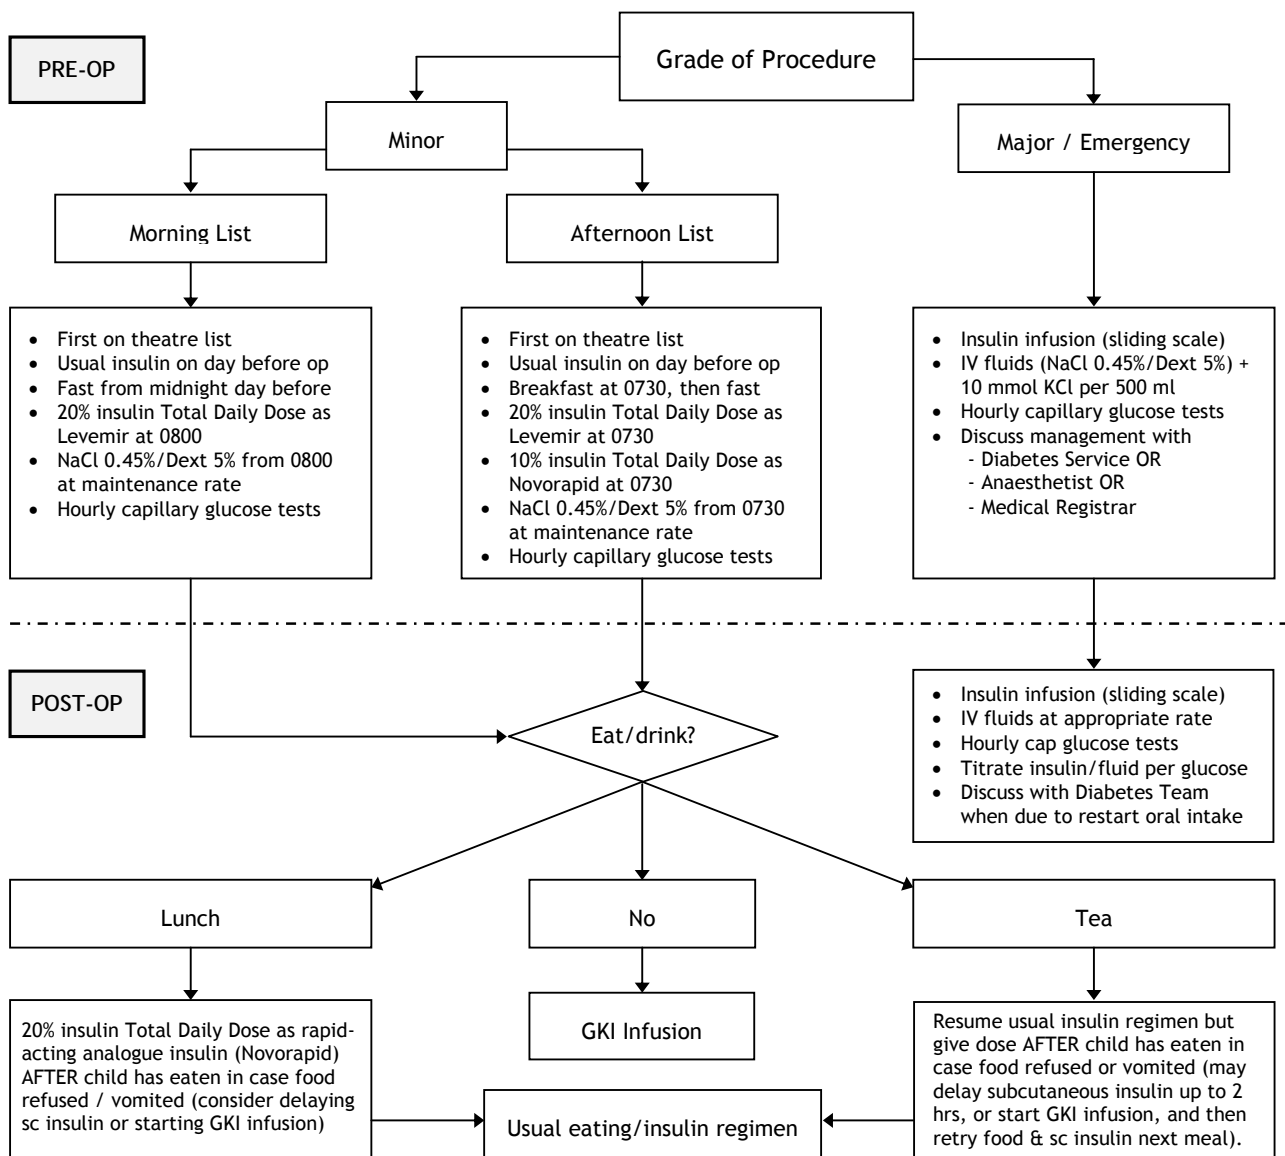 PRE-OP
Grade of Procedure
Minor
Major / Emergency
Morning List
Afternoon List
• First on theatre list
• Usual insulin on day before op
• Fast from midnight day before
• 20% insulin Total Daily Dose as
Levemir at 0800
• NaCl 0.45%/Dext 5% from 0800
at maintenance rate
• Hourly capillary glucose tests
• First on theatre list
• Usual insulin on day before op
• Breakfast at 0730, then fast
• 20% insulin Total Daily Dose as
Levemir at 0730
• 10% insulin Total Daily Dose as
Novorapid at 0730
• NaCl 0.45%/Dext 5% from 0730
at maintenance rate
• Hourly capillary glucose tests
• Insulin infusion (sliding scale)
• IV fluids (NaCl 0.45%/Dext 5%) +
10 mmol KCl per 500 ml
• Hourly capillary glucose tests
• Discuss management with
- Diabetes Service OR
- Anaesthetist OR
- Medical Registrar
POST-OP
Eat/drink?
• Insulin infusion (sliding scale)
• IV fluids at appropriate rate
• Hourly cap glucose tests
• Titrate insulin/fluid per glucose
• Discuss with Diabetes Team
when due to restart oral intake
Lunch
No
Tea
20% insulin Total Daily Dose as rapid-
acting analogue insulin (Novorapid)
AFTER child has eaten in case food
refused / vomited (consider delaying
sc insulin or starting GKI infusion)
GKI Infusion
Usual eating/insulin regimen
Resume usual insulin regimen but
give dose AFTER child has eaten in
case food refused or vomited (may
delay subcutaneous insulin up to 2
hrs, or start GKI infusion, and then
retry food & sc insulin next meal).